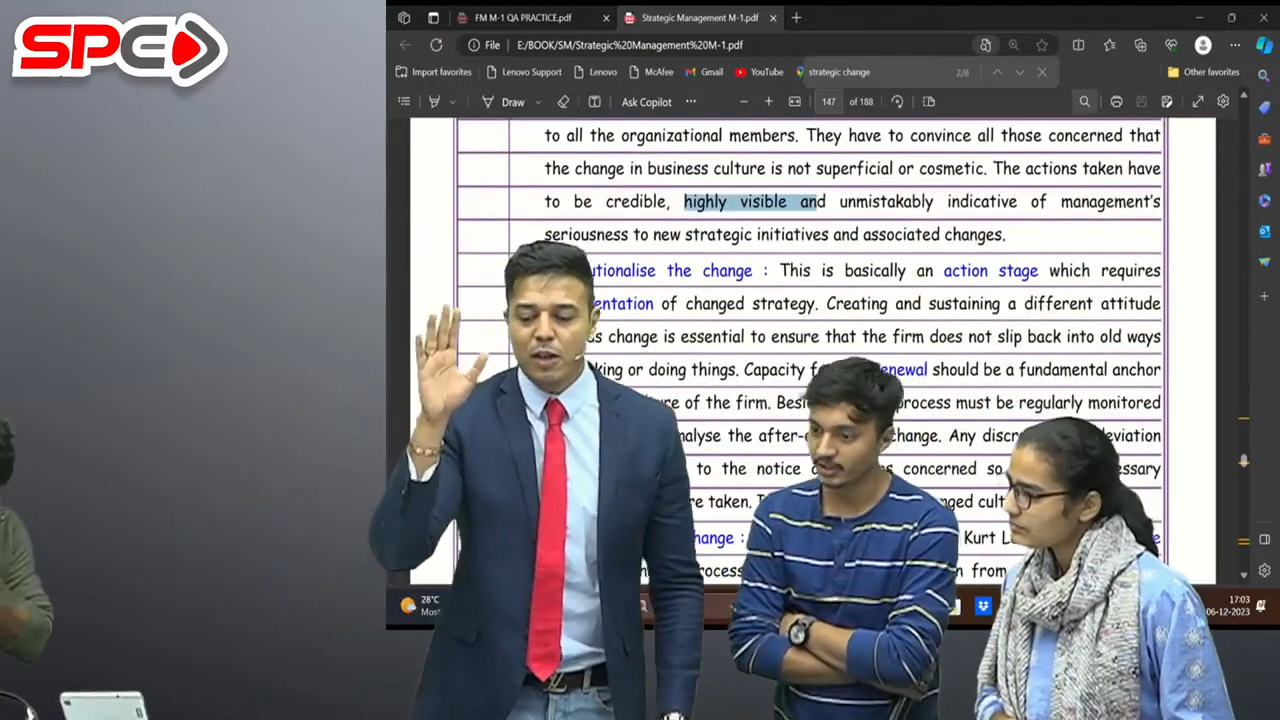 SPC
FM M-1 QA PRACTICE.pdf
Strategic Management M-1.pdf
File
E:/BOOK/SM/Strategic%20Management%20M-1.pdf
Import favorites
Lenovo Support
Lenovo
McAfee
Gmail
YouTube
strategic change
2/8
Other favorites
Draw
Ask Copilot
147 of 188
to all the organizational members. They have to convince all those concerned that
the change in business culture is not superficial or cosmetic. The actions taken have
to be credible, highly visible and unmistakably indicative of management's
seriousness to new strategic initiatives and associated changes.
utionalise the change : This is basically an action stage which requires
entation of changed strategy. Creating and sustaining a different attitude
s change is essential to ensure that the firm does not slip back into old ways
king or doing things. Capacity f enewal should be a fundamental anchor
re of the firm. Besi process must be regularly monitored
nalyse the after-e change. Any discre eviation
to the notice concerned so essary
re taken. nged cul
hange : Kurt L
proces n from
28°C
17:03
06-12-2023